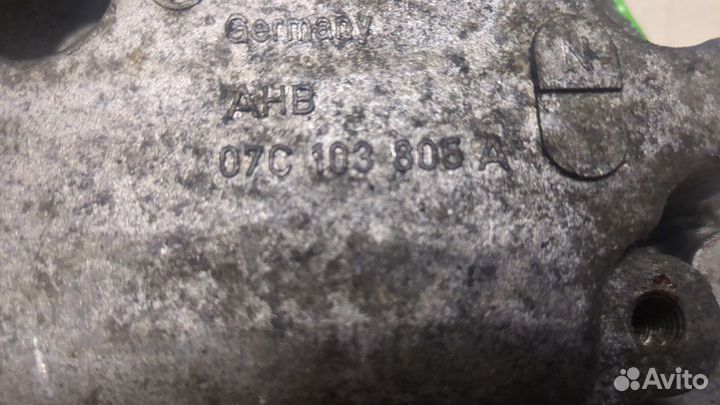 Germany
AHB
07C 103 805 A
N
Avito